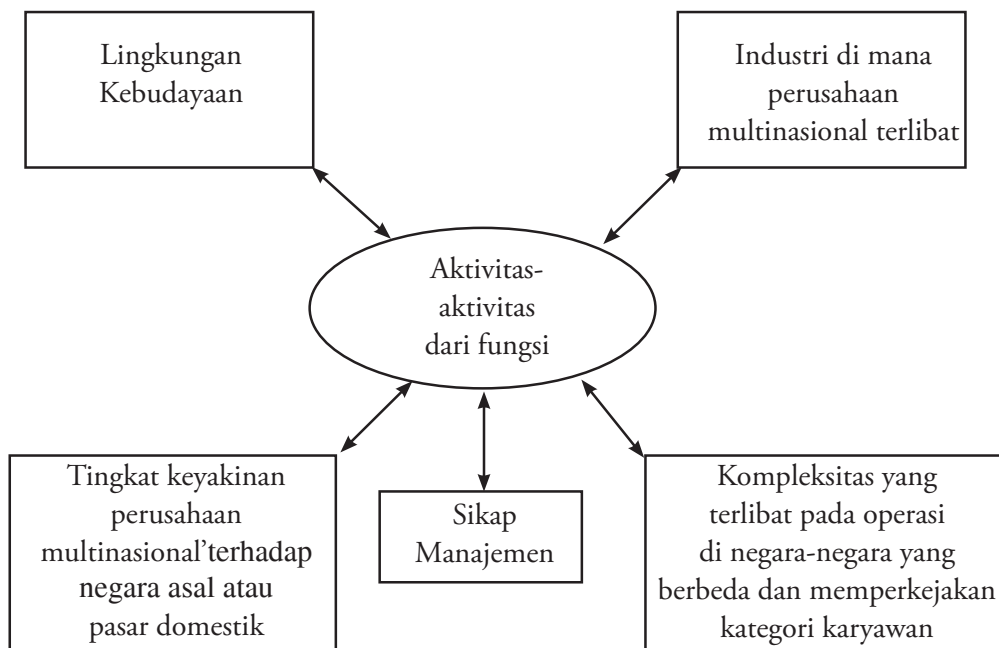 Lingkungan
Kebudayaan
Industri di mana
perusahaan
multinasional terlibat
Aktivitas-
aktivitas
dari fungsi
Tingkat keyakinan
perusahaan
multinasional’terhadap
negara asal atau
pasar domestik
Sikap
Manajemen
Kompleksitas yang
terlibat pada operasi
di negara-negara yang
berbeda dan memperkejakan
kategori karyawan